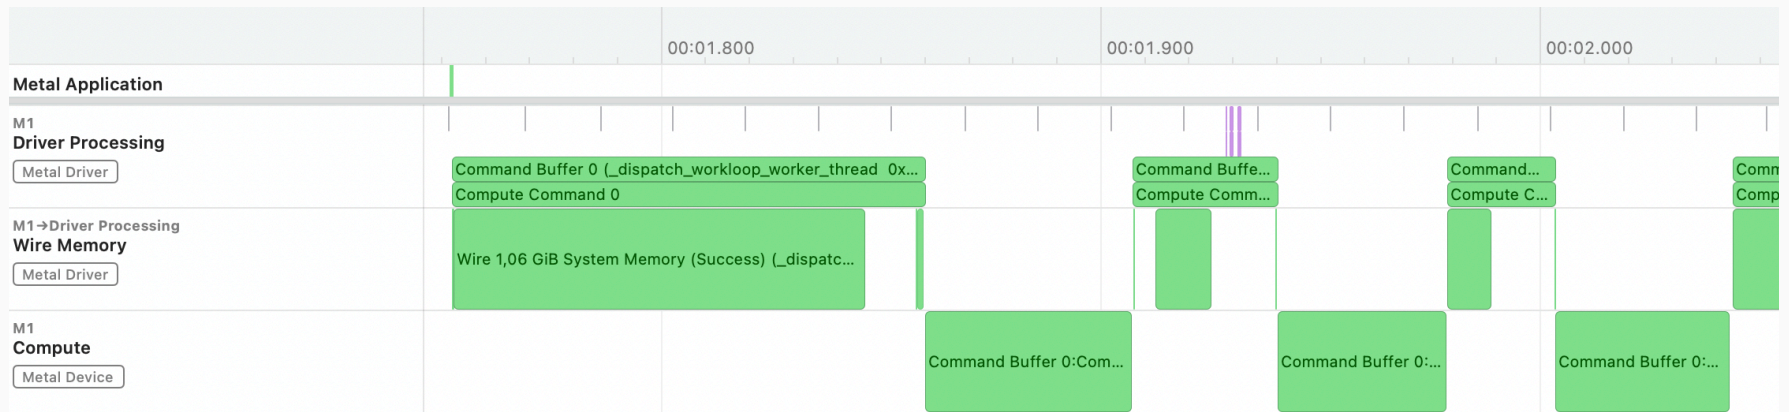 00:01.800
00:01.900
00:02.000
Metal Application
M1
Driver Processing
Metal Driver
Command Buffer 0 (_dispatch_workloop_worker_thread 0x...
Command Buffe...
Command...
Comm
Compute Command 0
Compute Comm...
Compute C...
Comp
M1→Driver Processing
Wire Memory
Metal Driver
Wire 1,06 GiB System Memory (Success) (_dispatc...
M1
Compute
Metal Device
Command Buffer 0:Com...
Command Buffer 0:...
Command Buffer 0:...